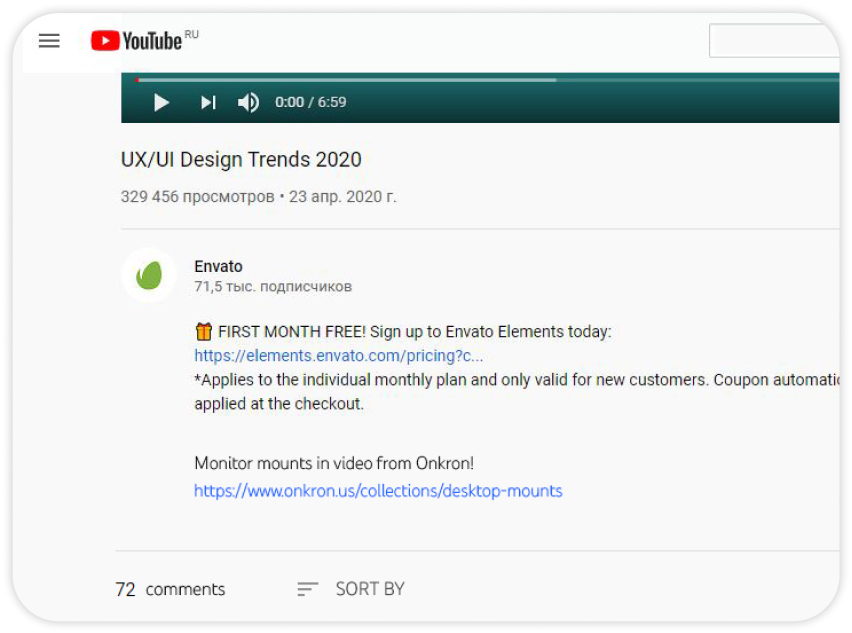 YouTube RU
0:00 / 6:59
UX/UI Design Trends 2020
329 456 просмотров • 23 апр. 2020 г.
Envato
71,5 тыс. подписчиков
FIRST MONTH FREE! Sign up to Envato Elements today:
https://elements.envato.com/pricing?c...
*Applies to the individual monthly plan and only valid for new customers. Coupon automatic
applied at the checkout.
Monitor mounts in video from Onkron!
https://www.onkron.us/collections/desktop-mounts
72 comments
SORT BY